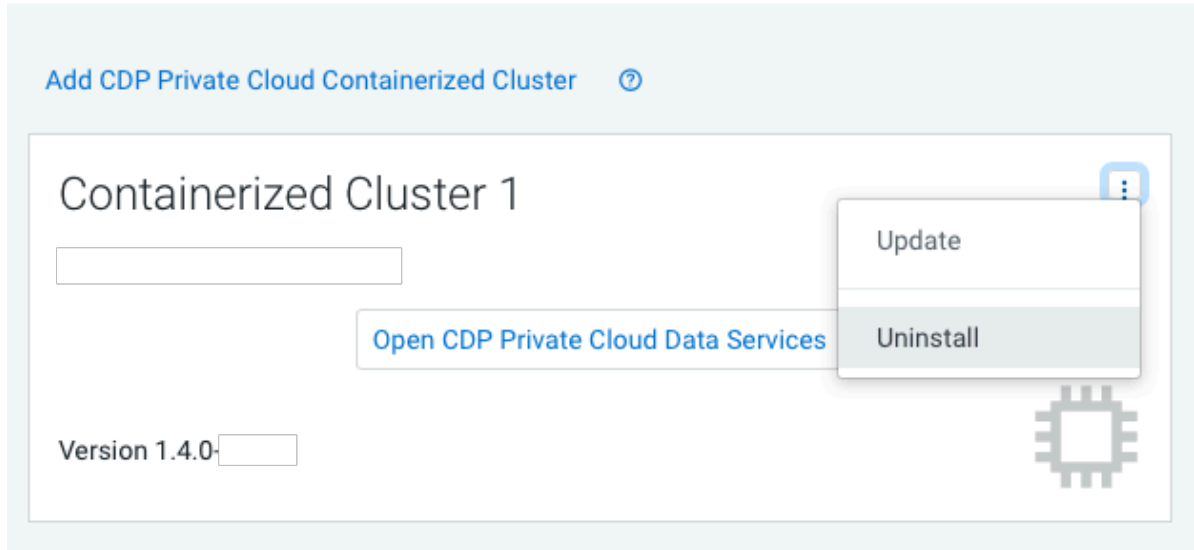 Add CDP Private Cloud Containerized Cluster
Containerized Cluster 1
Update
Open CDP Private Cloud Data Services
Uninstall
Version 1.4.0-